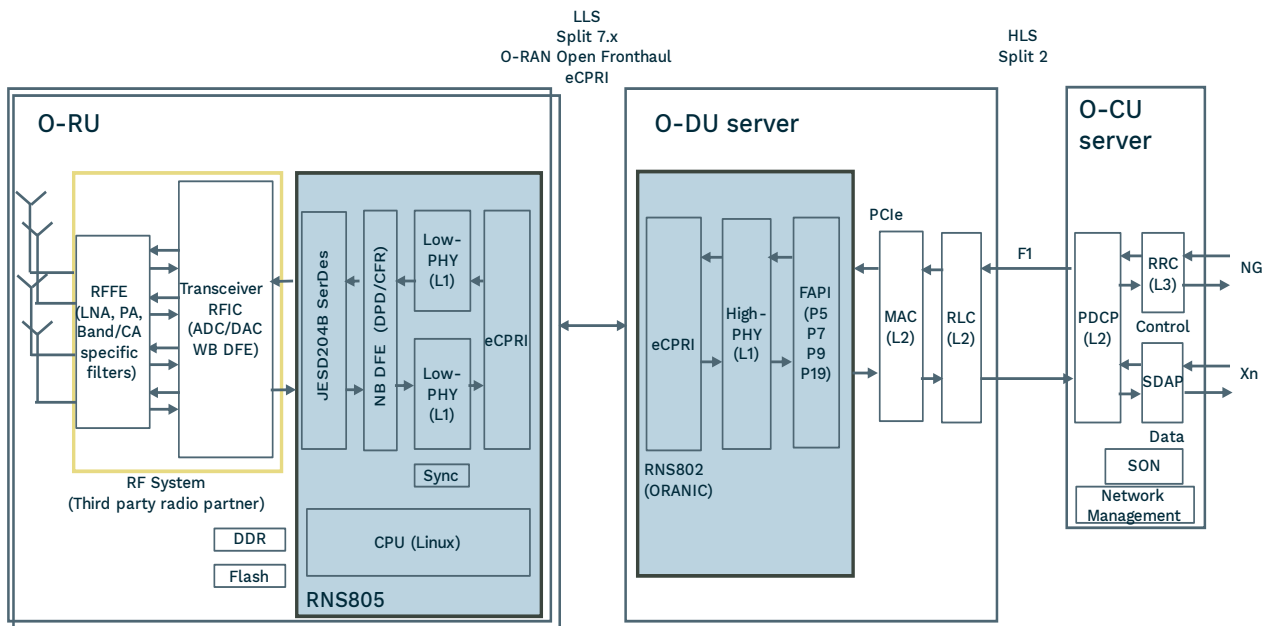 LLS
Split 7.x
O-RAN Open Fronthaul
eCPRI
HLS
Split 2
O-RU
RFFE
(LNA, PA,
Band/CA
specific
filters)
Transceiver
RFIC
(ADC/DAC
WB DFE)
RF System
(Third party radio partner)
DDR
Flash
JESD204B SerDes
NB DFE (DPD/CFR)
Low-
PHY
(L1)
Low-
PHY
(L1)
eCPRI
Sync
CPU (Linux)
RNS805
O-DU server
eCPRI
High-
PHY
(L1)
FAPI
(P5
P7
P9
P19)
RNS802
(ORANIC)
PCIe
MAC
(L2)
RLC
(L2)
F1
O-CU
server
PDCP
(L2)
RRC
(L3)
Control
SDAP
Data
SON
Network
Management
NG
Xn